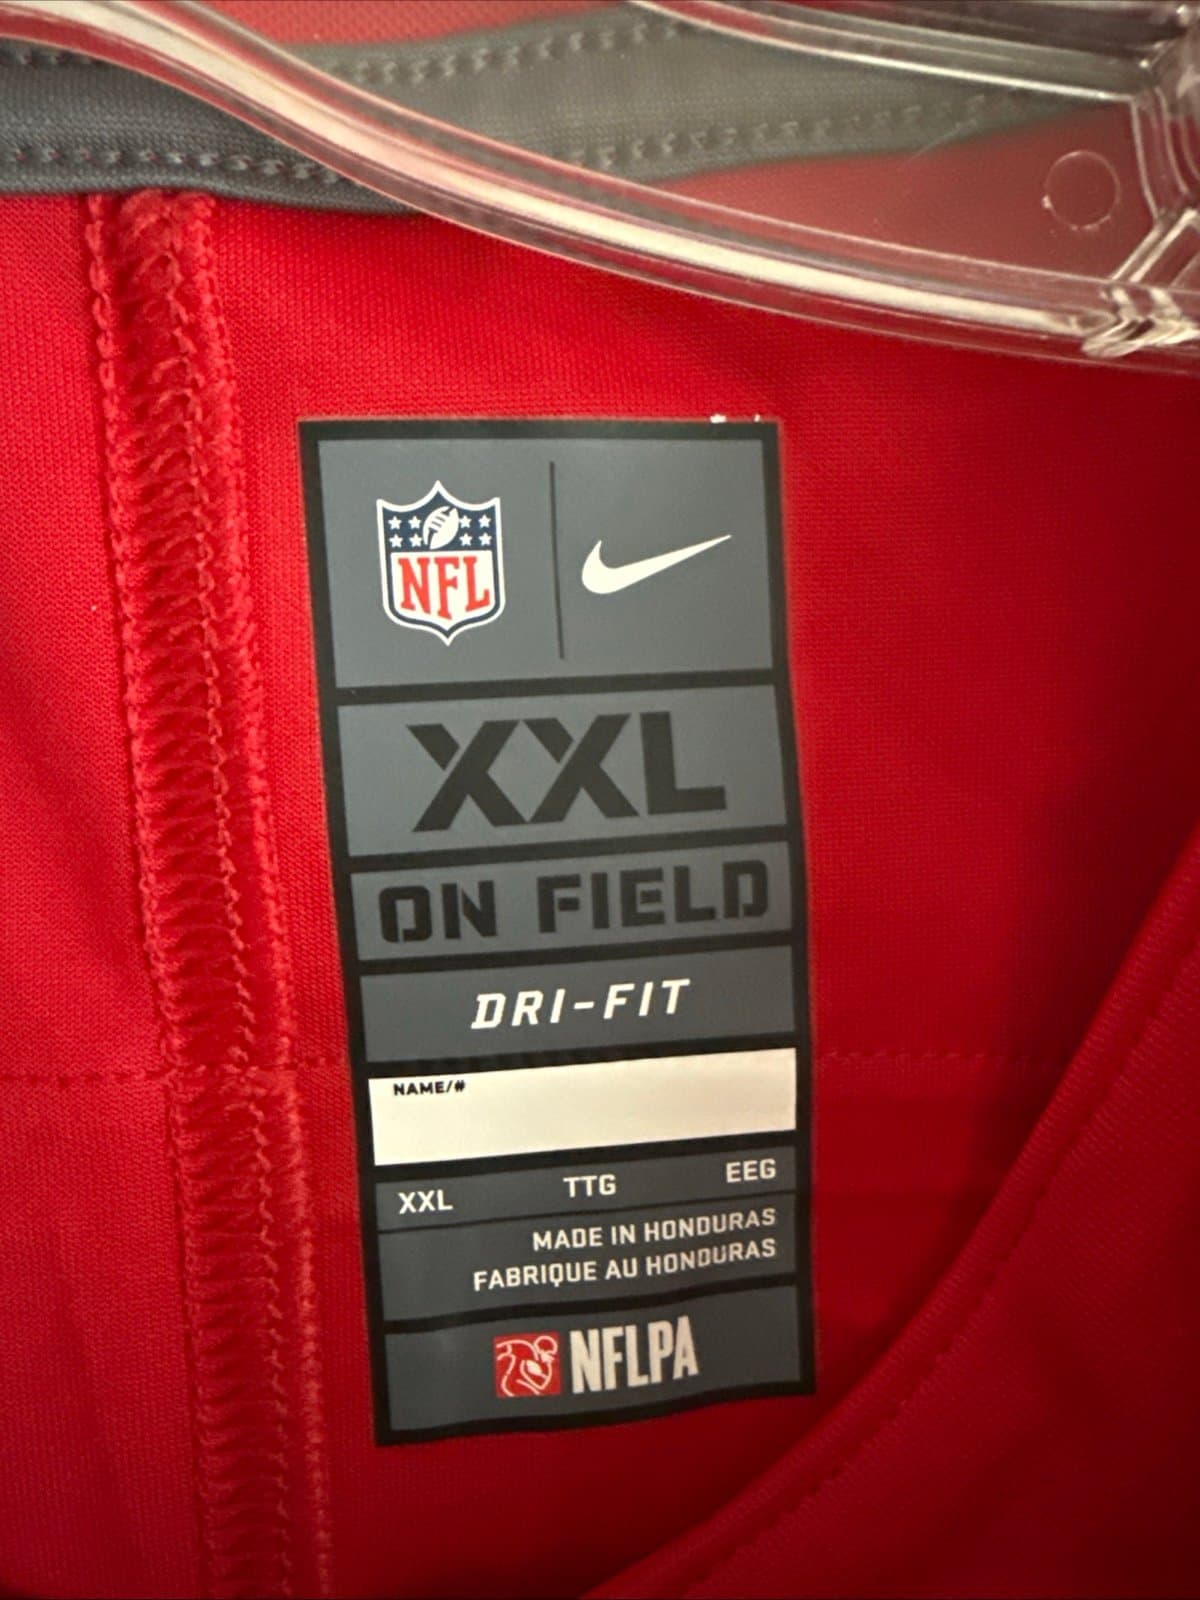 NFL
XXL
ON FIELD
DRI-FIT
NAME/#
XXL TTG EEG
MADE IN HONDURAS
FABRIQUE AU HONDURAS
NFLPA